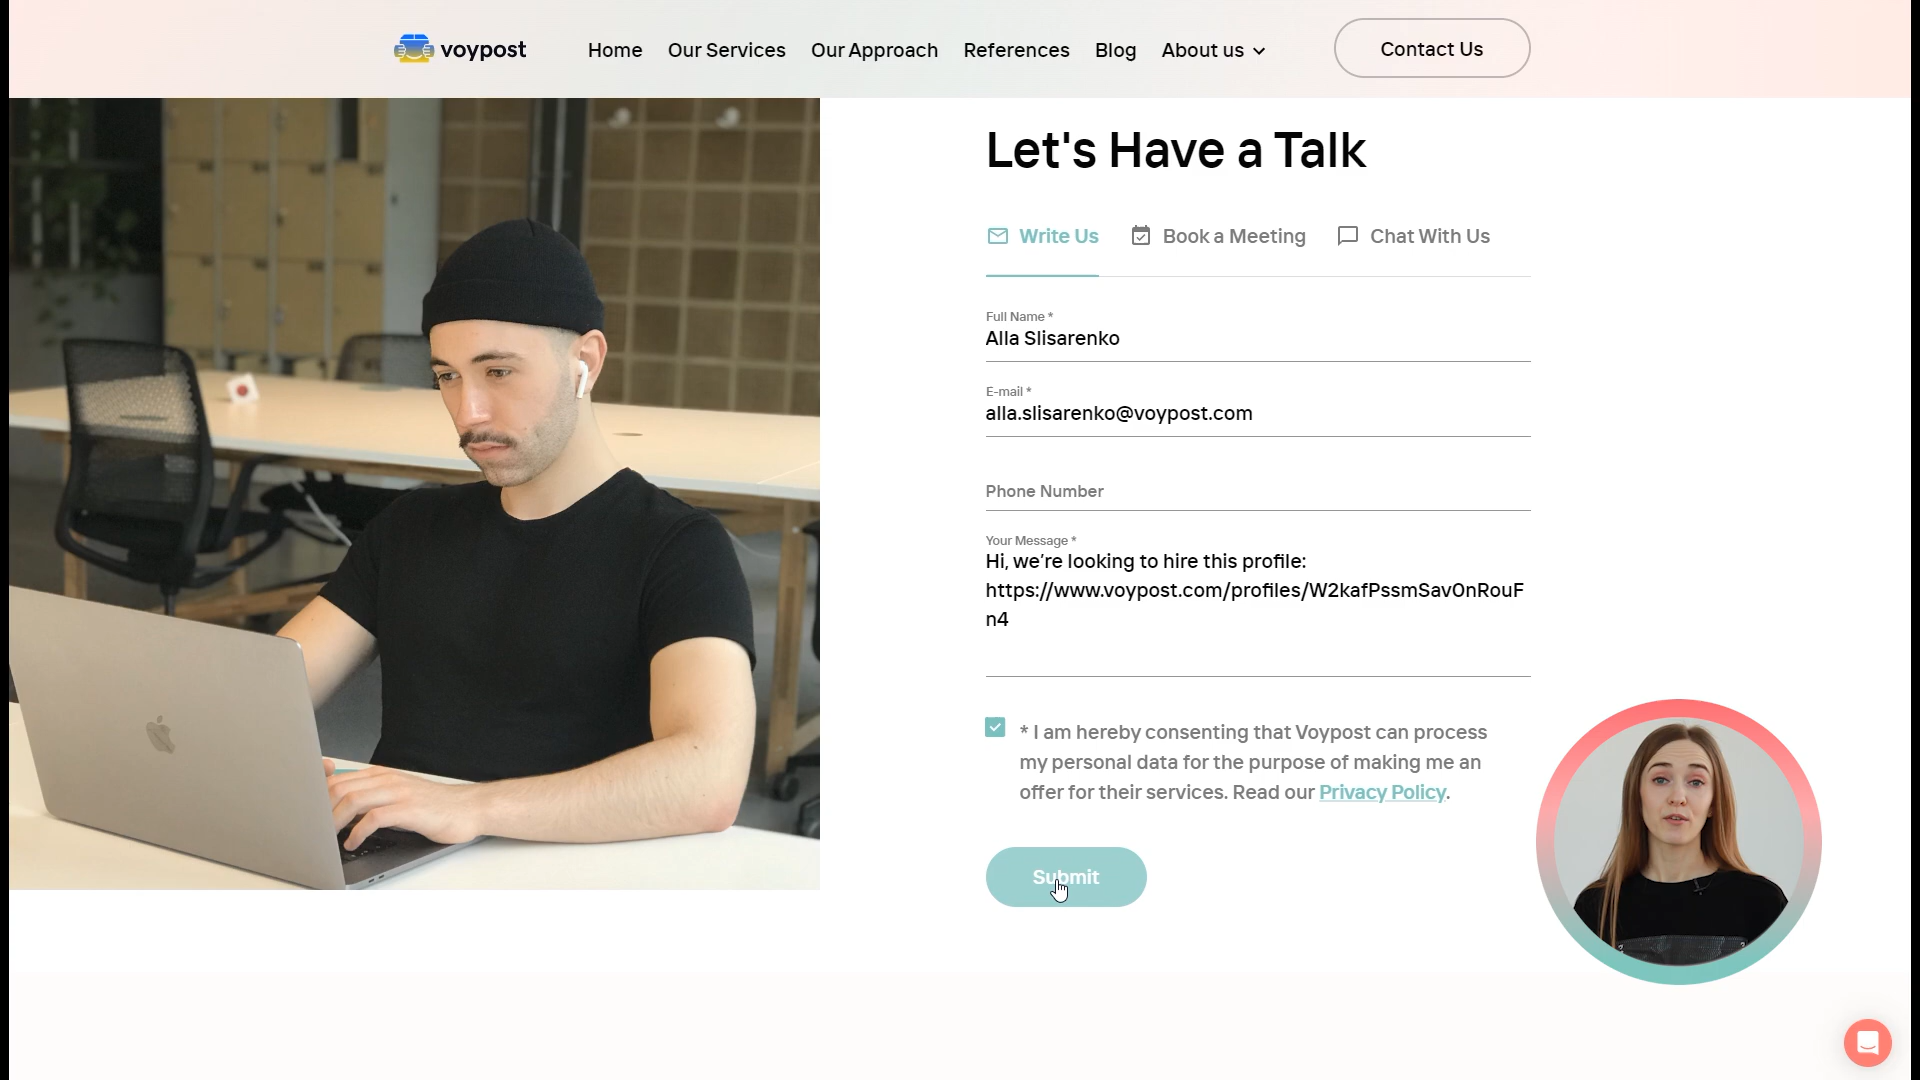 voypost
Home
Our Services
Our Approach
References
Blog
About us
Contact Us
Let's Have a Talk
Write Us
Book a Meeting
Chat With Us
Full Name *
Alla Slisarenko
E-mail *
alla.slisarenko@voypost.com
Phone Number
Your Message *
Hi, we're looking to hire this profile:
https://www.voypost.com/profiles/W2kafPssmSav0nRouF
n4
* I am hereby consenting that Voypost can process
my personal data for the purpose of making me an
offer for their services. Read our Privacy Policy.
Submit